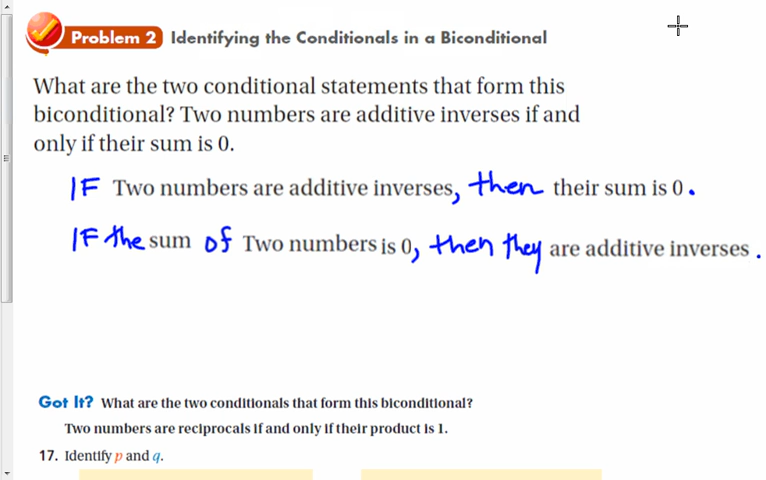 Problem 2 Identifying the Conditionals in a Biconditional
What are the two conditional statements that form this
biconditional? Two numbers are additive inverses if and
only if their sum is 0.
IF Two numbers are additive inverses, then their sum is 0.
IF the sum of Two numbers is 0, then they are additive inverses.
Got It? What are the two conditionals that form this biconditional?
Two numbers are reciprocals if and only if their product is 1.
17. Identify p and q.